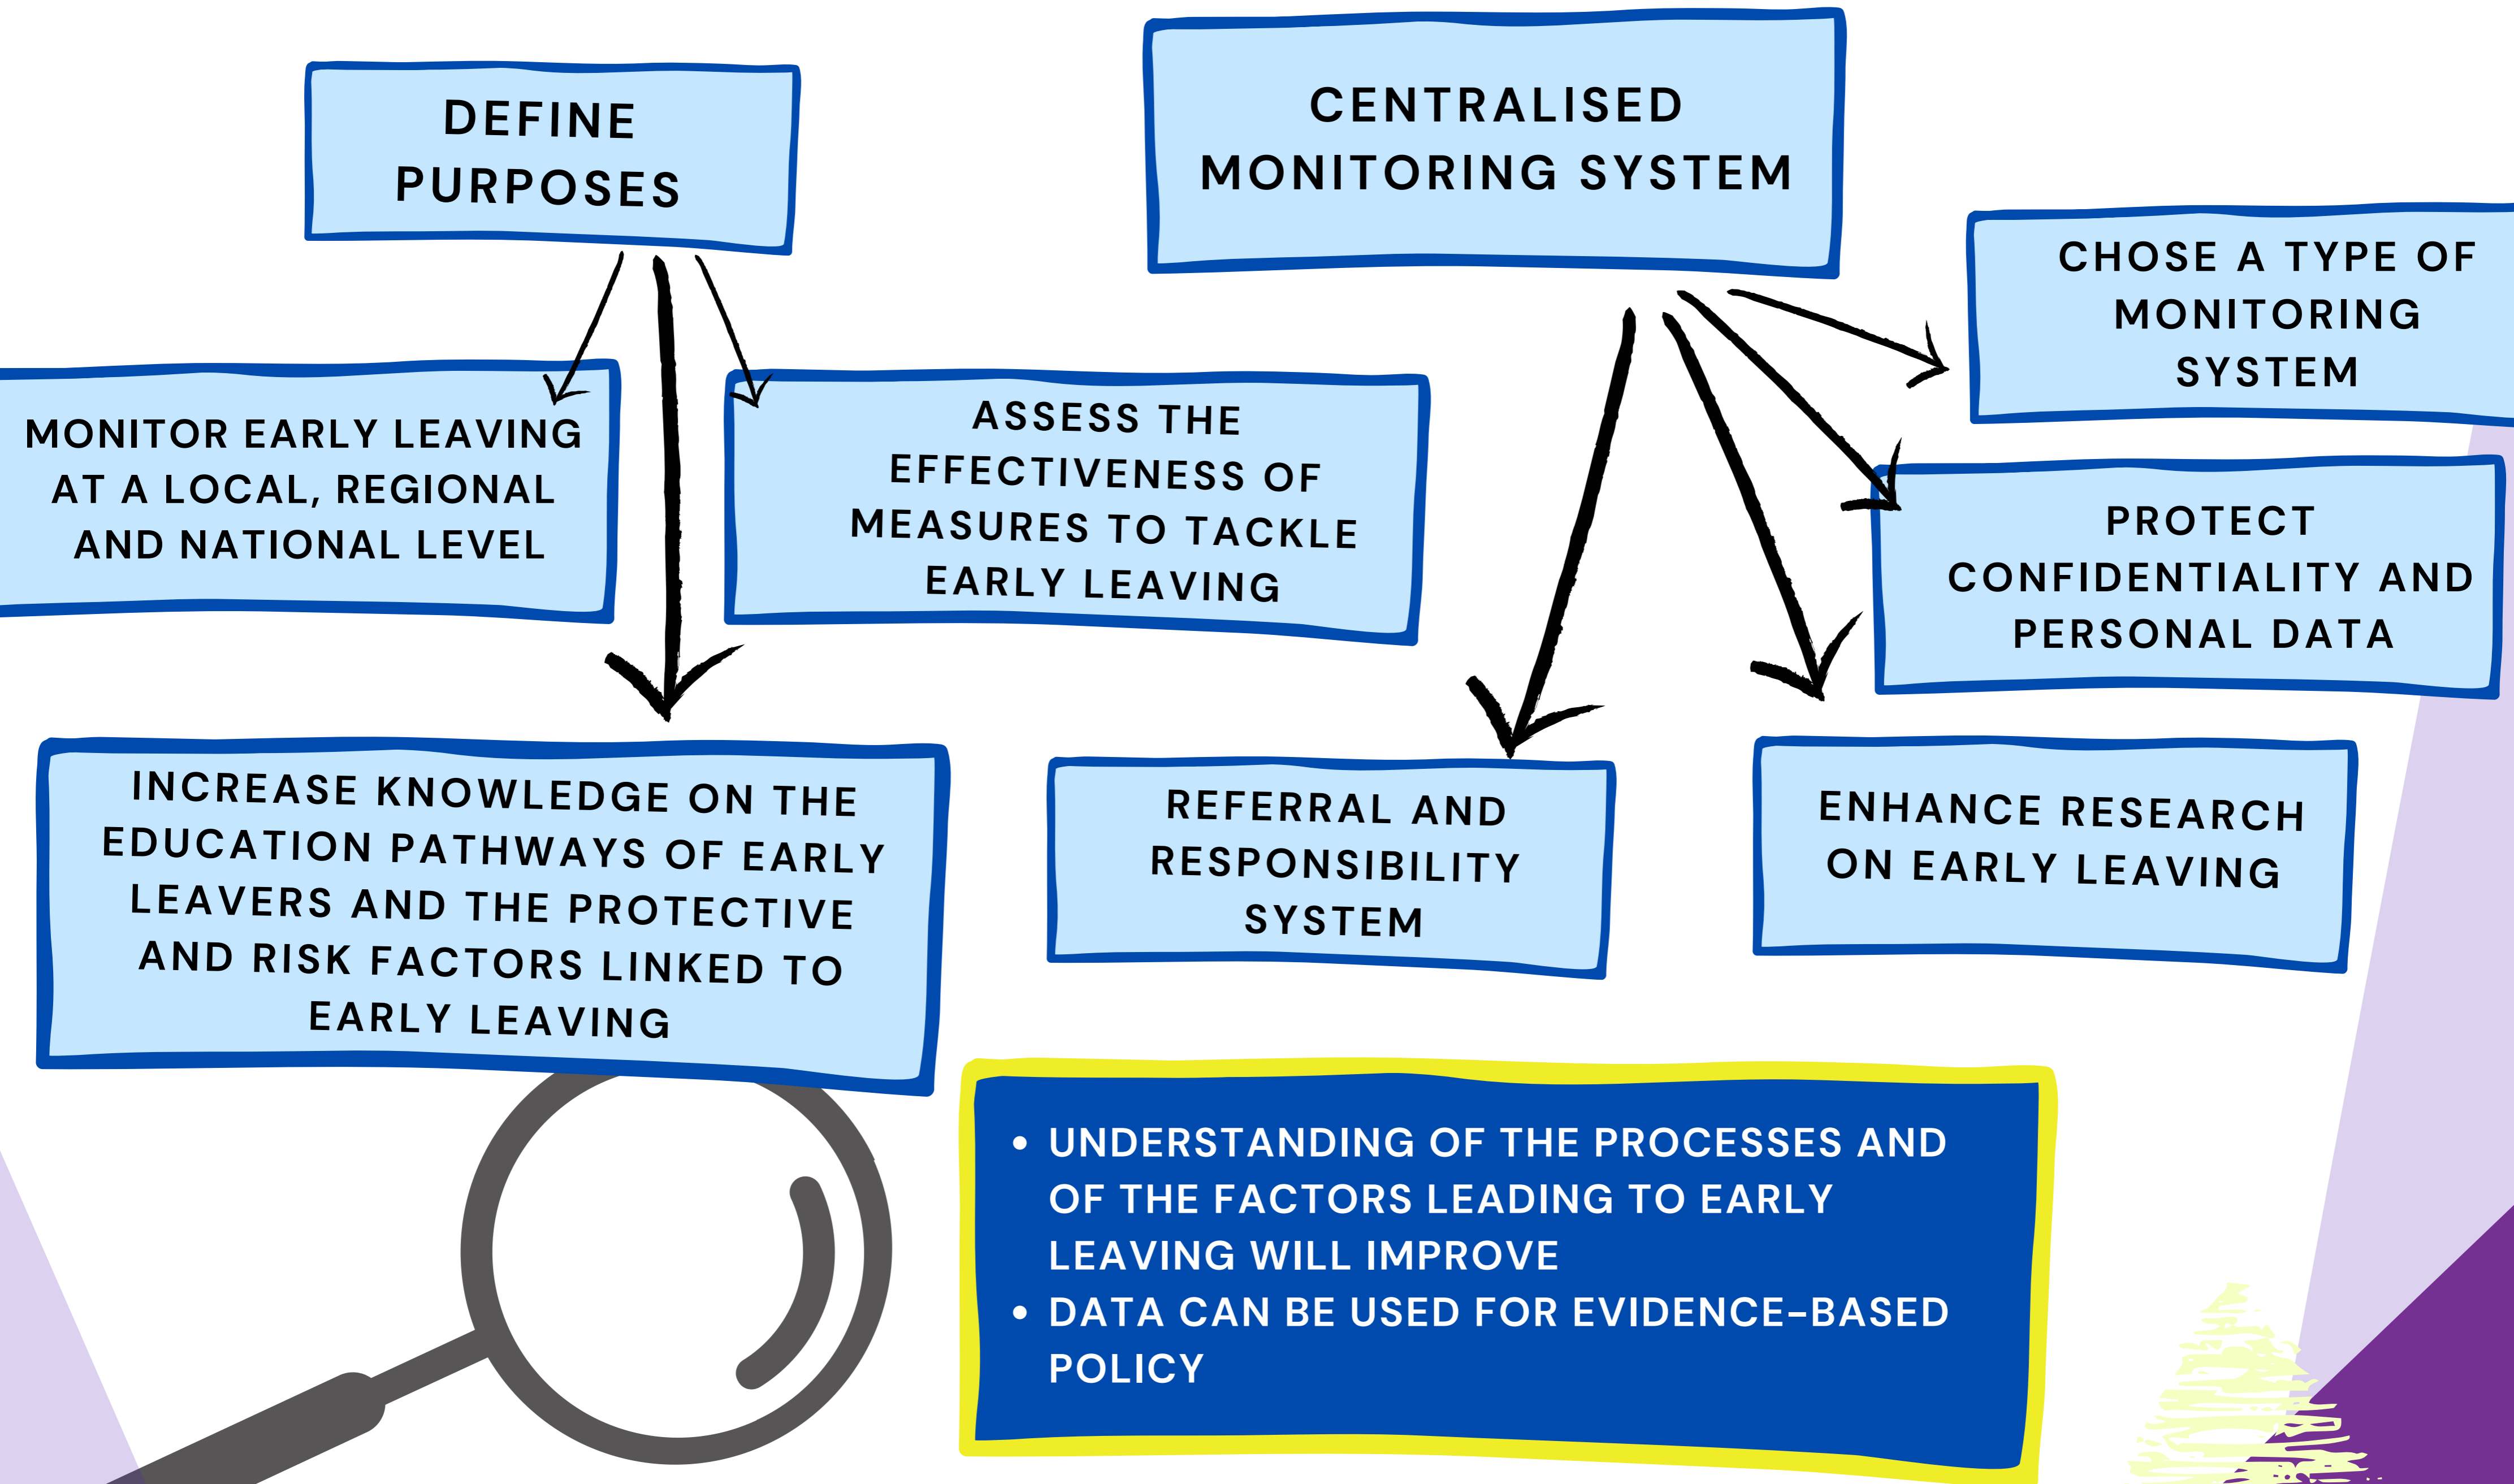 DEFINE
PURPOSES
CENTRALISED
MONITORING SYSTEM
CHOSE A TYPE OF
MONITORING
SYSTEM
MONITOR EARLY LEAVING
AT A LOCAL, REGIONAL
AND NATIONAL LEVEL
ASSESS THE
EFFECTIVENESS OF
MEASURES TO TACKLE
EARLY LEAVING
PROTECT
CONFIDENTIALITY AND
PERSONAL DATA
INCREASE KNOWLEDGE ON THE
EDUCATION PATHWAYS OF EARLY
LEAVERS AND THE PROTECTIVE
AND RISK FACTORS LINKED TO
EARLY LEAVING
REFERRAL AND
RESPONSIBILITY
SYSTEM
ENHANCE RESEARCH
ON EARLY LEAVING
• UNDERSTANDING OF THE PROCESSES AND
OF THE FACTORS LEADING TO EARLY
LEAVING WILL IMPROVE
• DATA CAN BE USED FOR EVIDENCE-BASED
POLICY